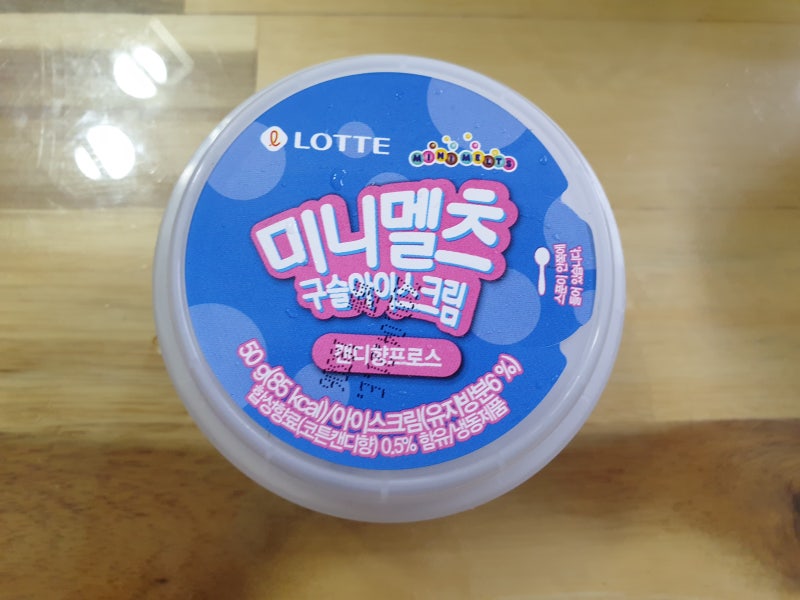 LOTTE
MINI MELTS
미니멜츠
구슬아이스크림
캔디향프로스
50 g(85 kcal)/아이스크림(유지방분6 %)
합성향료(코튼캔디향) 0.5% 함유/냉동제품
스푼이 안쪽에
들어 있습니다.